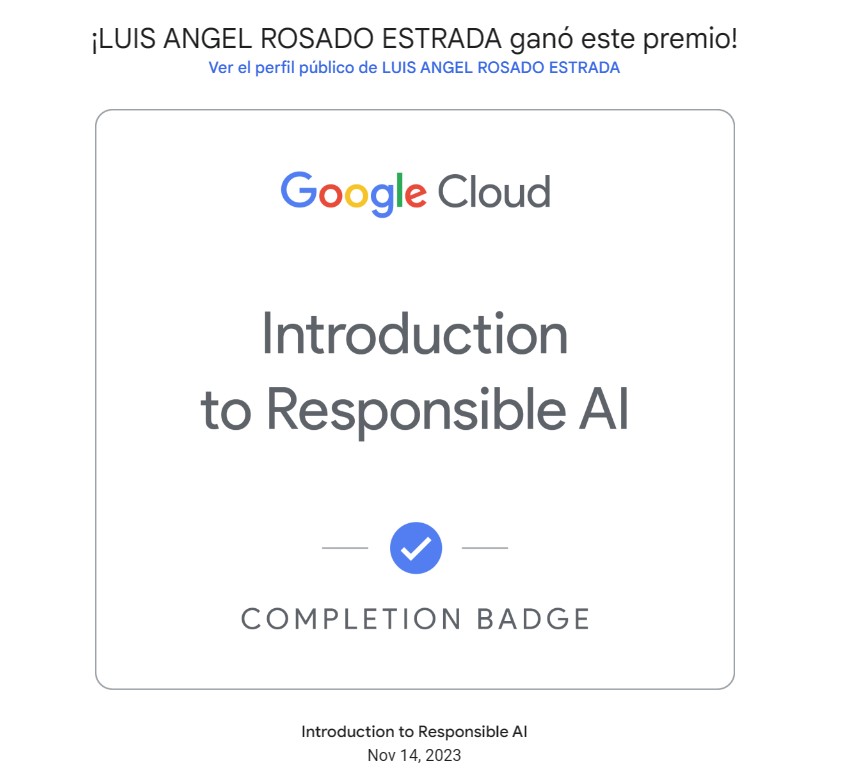 ¡LUIS ANGEL ROSADO ESTRADA ganó este premio!
Ver el perfil público de LUIS ANGEL ROSADO ESTRADA
Google Cloud
Introduction
to Responsible AI
COMPLETION BADGE
Introduction to Responsible AI
Nov 14, 2023